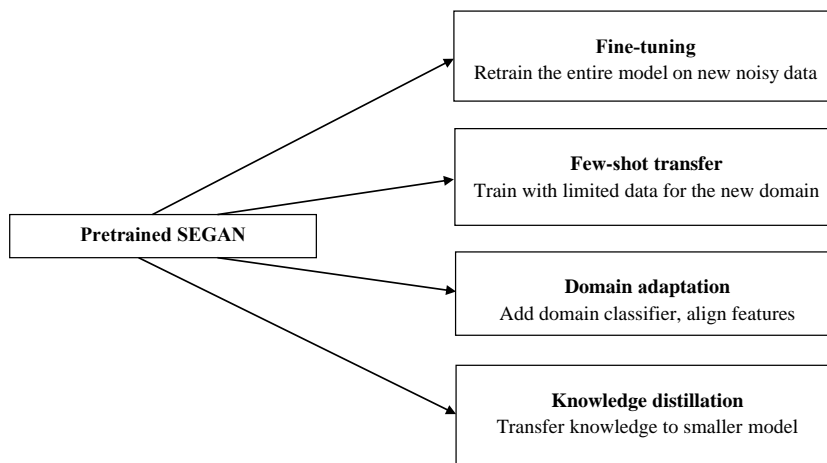 Fine-tuning
Retrain the entire model on new noisy data
Few-shot transfer
Train with limited data for the new domain
Pretrained SEGAN
Domain adaptation
Add domain classifier, align features
Knowledge distillation
Transfer knowledge to smaller model